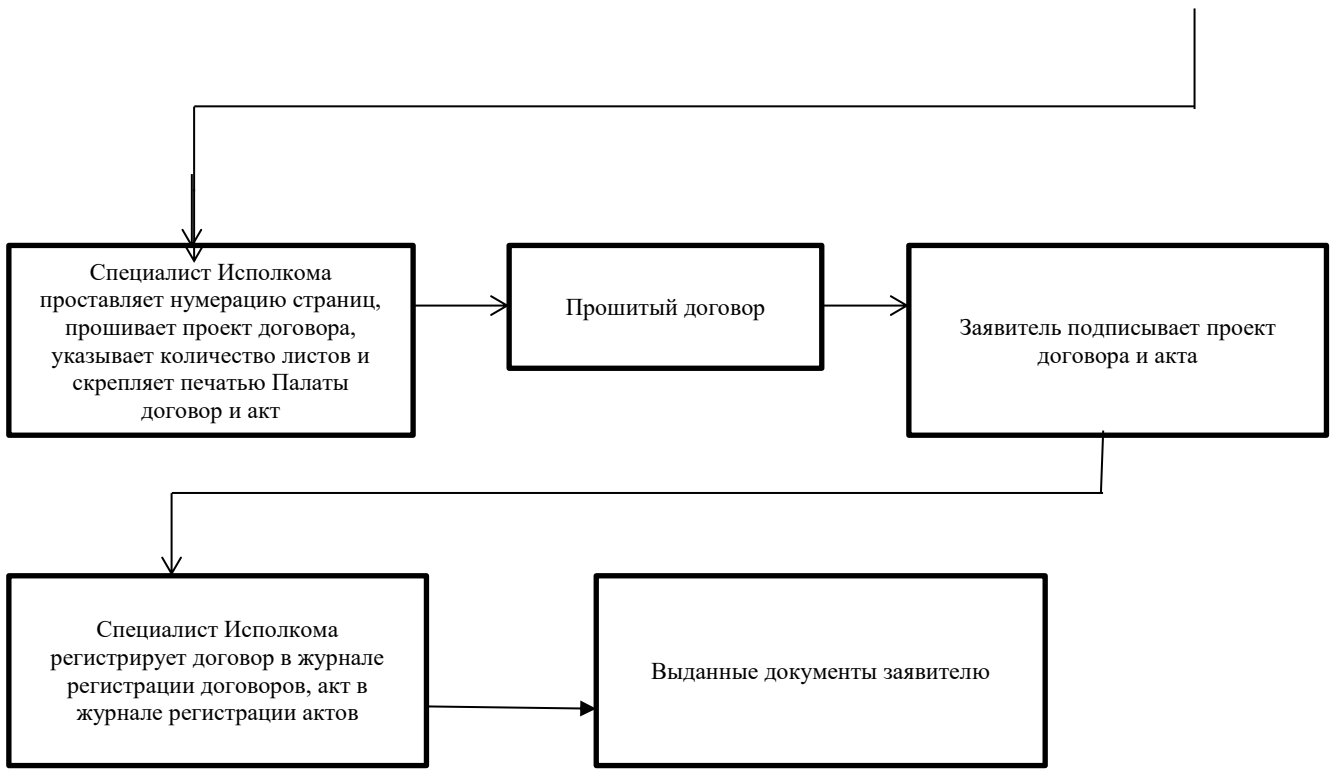 Специалист Исполкома
проставляет нумерацию страниц,
прошивает проект договора,
указывает количество листов и
скрепляет печатью Палаты
договор и акт
Прошитый договор
Заявитель подписывает проект
договора и акта
Специалист Исполкома
регистрирует договор в журнале
регистрации договоров, акт в
журнале регистрации актов
Выданные документы заявителю